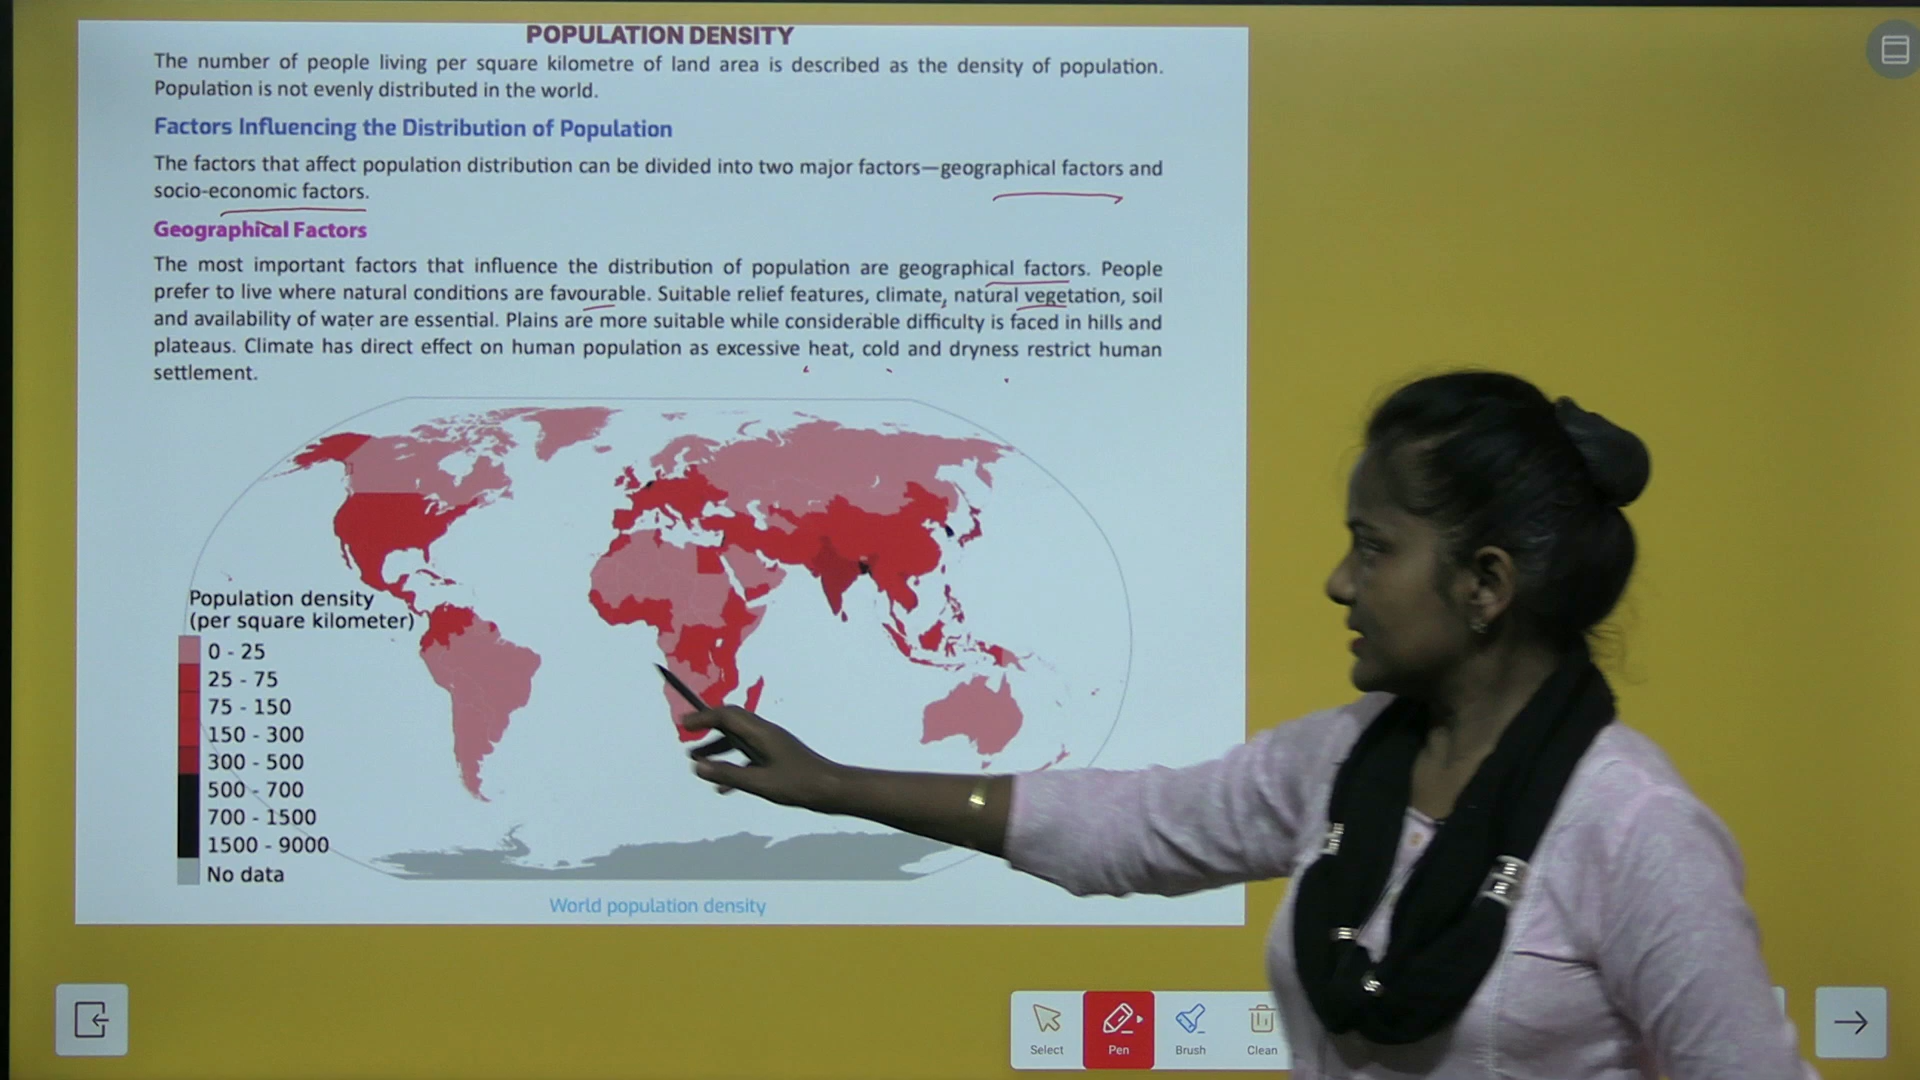 POPULATION DENSITY
The number of people living per square kilometre of land area is described as the density of population.
Population is not evenly distributed in the world.
Factors Influencing the Distribution of Population
The factors that affect population distribution can be divided into two major factors—geographical factors and
socio-economic factors.
Geographical Factors
The most important factors that influence the distribution of population are geographical factors. People
prefer to live where natural conditions are favourable. Suitable relief features, climate, natural vegetation, soil
and availability of water are essential. Plains are more suitable while considerable difficulty is faced in hills and
plateaus. Climate has direct effect on human population as excessive heat, cold and dryness restrict human
settlement.
Population density
(per square kilometer)
0 - 25
25 - 75
75 - 150
150 - 300
300 - 500
500 - 700
700 - 1500
1500 - 9000
No data
World population density
Select
Pen
Brush
Clean